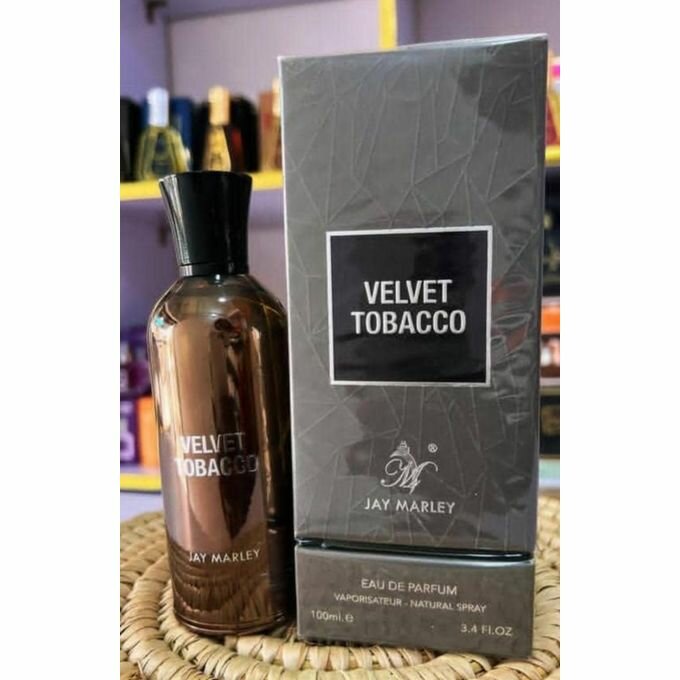 VELVET
TOBACCO
JAY MARLEY
VELVET
TOBACCO
M ®
JAY MARLEY
EAU DE PARFUM
VAPORISATEUR - NATURAL SPRAY
100ml.e
3.4 Fl.OZ